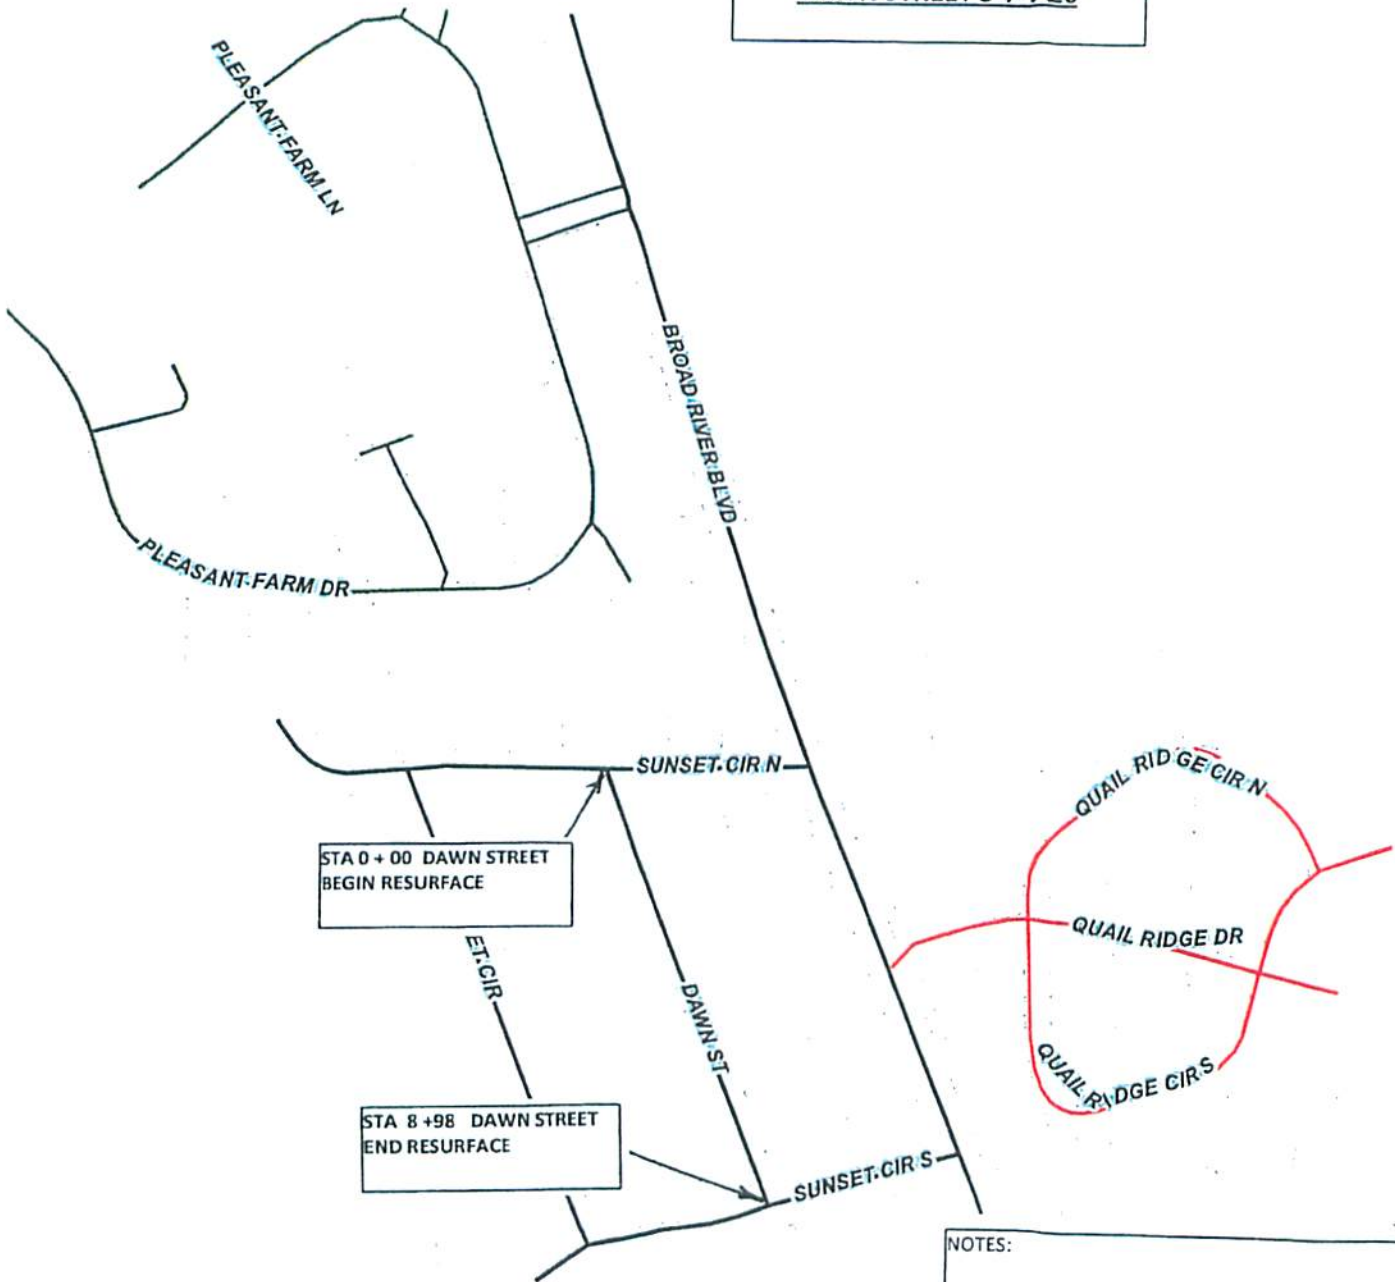 PLEASANT FARM LN
BROAD RIVER BLVD
PLEASANT FARM DR
SUNSET CIR N
QUAIL RIDGE CIR N
STA 0 + 00 DAWN STREET
BEGIN RESURFACE
QUAIL RIDGE DR
ET CIR
DAWN ST
QUAIL RIDGE CIR S
STA 8 +98 DAWN STREET
END RESURFACE
SUNSET CIR S
NOTES: